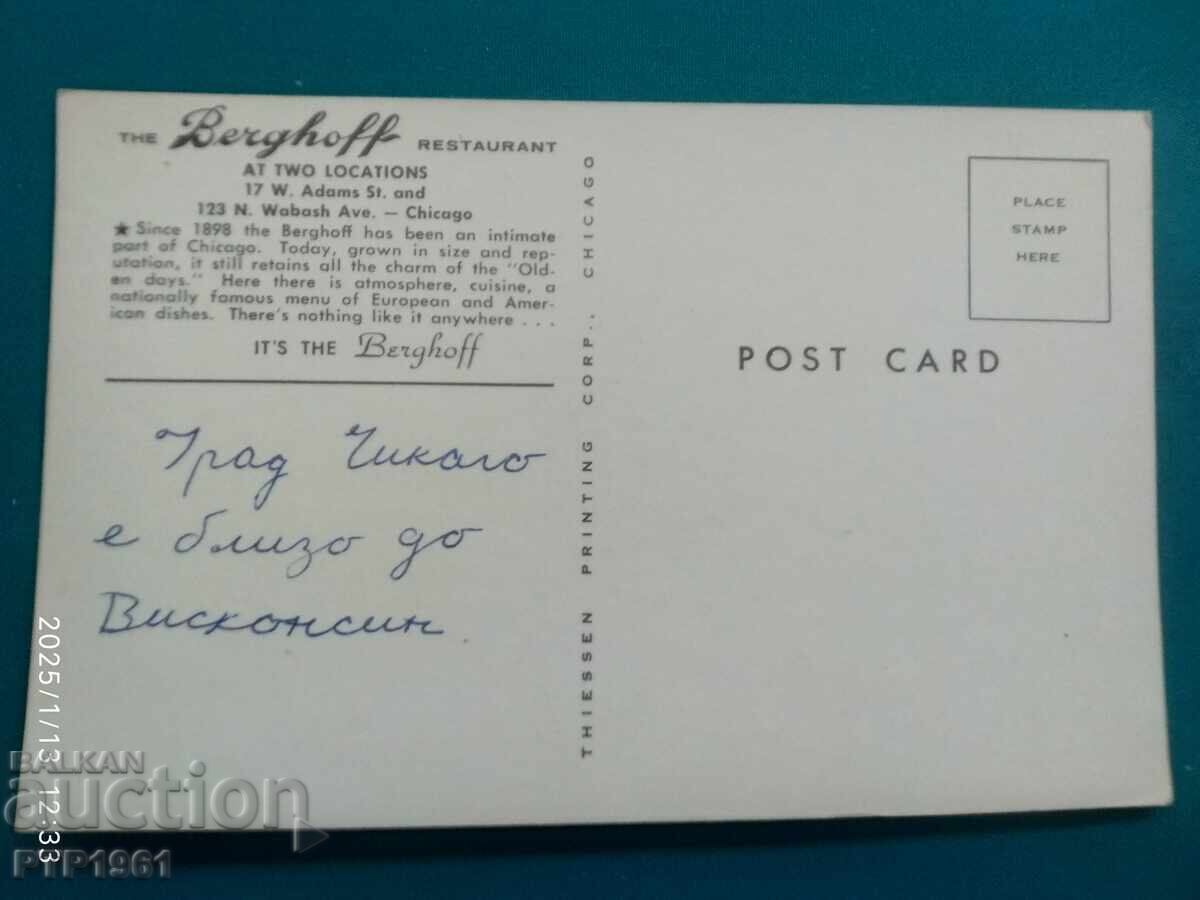 THE Berghoff RESTAURANT
AT TWO LOCATIONS
17 W. Adams St. and
123 N. Wabash Ave. — Chicago
★ Since 1898 the Berghoff has been an intimate
part of Chicago. Today, grown in size and rep-
utation, it still retains all the charm of the "Old-
en days." Here there is atmosphere, cuisine, a
nationally famous menu of European and Amer-
ican dishes. There's nothing like it anywhere . . .
IT'S THE Berghoff
Град Чикаго
е близо до
Висконсин
THIESSEN PRINTING CORP., CHICAGO
PLACE
STAMP
HERE
POST CARD
2025/1/13 12:33
BALKAN
auction
PYP1961